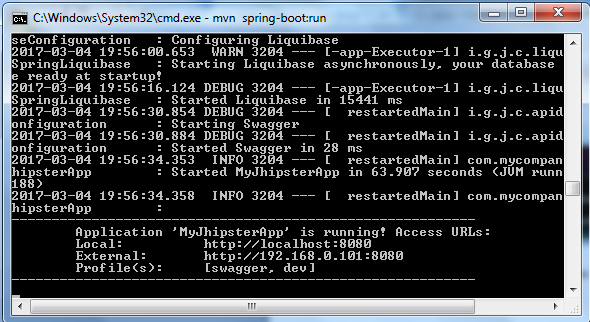 C:\Windows\System32\cmd.exe - mvn  spring-boot:run
seConfiguration   : Configuring Liquibase
2017-03-04 19:56:00.653  WARN 3204 --- [-app-Executor-1] i.g.j.c.liqu
SpringLiquibase   : Starting Liquibase asynchronously, your database
e ready at startup!
2017-03-04 19:56:16.124 DEBUG 3204 --- [-app-Executor-1] i.g.j.c.liqu
SpringLiquibase   : Started Liquibase in 15441 ms
2017-03-04 19:56:30.854 DEBUG 3204 --- [  restartedMain] i.g.j.c.apid
onfiguration      : Starting Swagger
2017-03-04 19:56:30.884 DEBUG 3204 --- [  restartedMain] i.g.j.c.apid
onfiguration      : Started Swagger in 28 ms
2017-03-04 19:56:34.353  INFO 3204 --- [  restartedMain] com.mycompan
hipsterApp        : Started MyJhipsterApp in 63.907 seconds (JVM runn
188)
2017-03-04 19:56:34.358  INFO 3204 --- [  restartedMain] com.mycompan
hipsterApp        :
----------------------------------------------------------
Application 'MyJhipsterApp' is running! Access URLs:
Local:          http://localhost:8080
External:       http://192.168.0.101:8080
Profile(s):     [swagger, dev]
----------------------------------------------------------